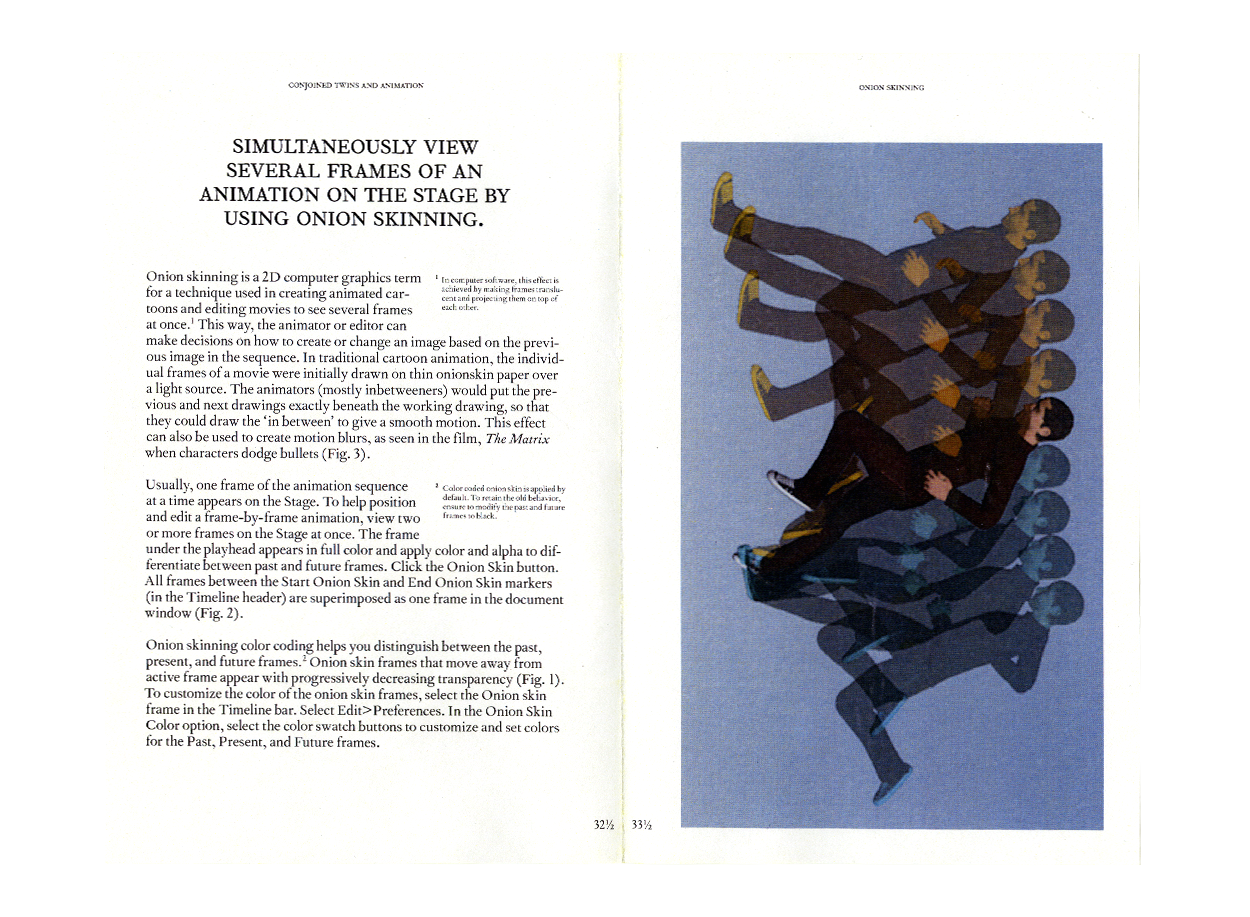 CONJOINED TWINS AND ANIMATION
SIMULTANEOUSLY VIEW
SEVERAL FRAMES OF AN
ANIMATION ON THE STAGE BY
USING ONION SKINNING.
Onion skinning is a 2D computer graphics term
for a technique used in creating animated car-
toons and editing movies to see several frames
at once.¹ This way, the animator or editor can
make decisions on how to create or change an image based on the previ-
ous image in the sequence. In traditional cartoon animation, the individ-
ual frames of a movie were initially drawn on thin onionskin paper over
a light source. The animators (mostly inbetweeners) would put the pre-
vious and next drawings exactly beneath the working drawing, so that
they could draw the ‘in between’ to give a smooth motion. This effect
can also be used to create motion blurs, as seen in the film, The Matrix
when characters dodge bullets (Fig. 3).
¹ In computer software, this effect is
achieved by making frames translu-
cent and projecting them on top of
each other.
Usually, one frame of the animation sequence
at a time appears on the Stage. To help position
and edit a frame-by-frame animation, view two
or more frames on the Stage at once. The frame
under the playhead appears in full color and apply color and alpha to dif-
ferentiate between past and future frames. Click the Onion Skin button.
All frames between the Start Onion Skin and End Onion Skin markers
(in the Timeline header) are superimposed as one frame in the document
window (Fig. 2).
² Color coded onion skin is applied by
default. To retain the old behavior,
ensure to modify the past and future
frames to black.
Onion skinning color coding helps you distinguish between the past,
present, and future frames.² Onion skin frames that move away from
active frame appear with progressively decreasing transparency (Fig. 1).
To customize the color of the onion skin frames, select the Onion skin
frame in the Timeline bar. Select Edit>Preferences. In the Onion Skin
Color option, select the color swatch buttons to customize and set colors
for the Past, Present, and Future frames.
32½
ONION SKINNING
33½